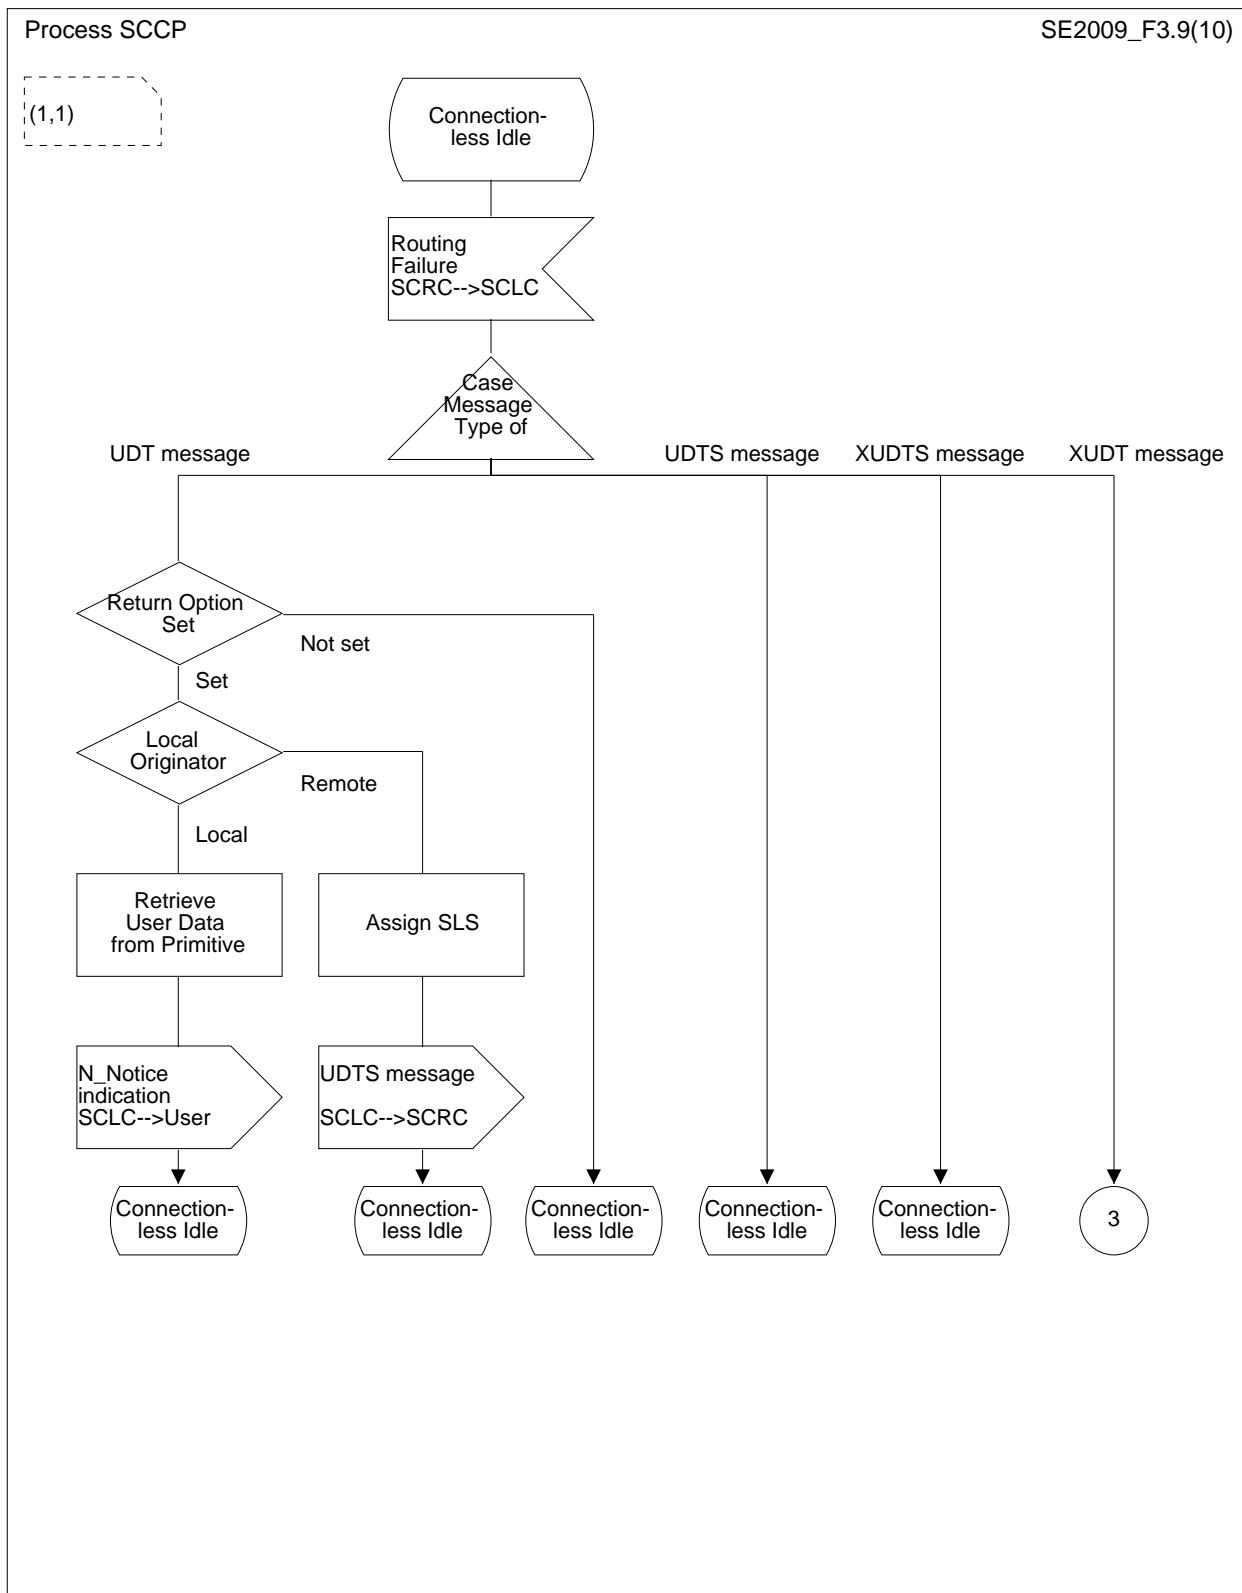 Process SCCP
SE2009_F3.9(10)
(1,1)
Connection-
less Idle
Routing
Failure
SCRC-->SCLC
Case
Message
Type of
UDT message
UDTS message
XUDTS message
XUDT message
Return Option
Set
Not set
Set
Local
Originator
Remote
Local
Retrieve
User Data
from Primitive
Assign SLS
N_Notice
indication
SCLC-->User
UDTS message
SCLC-->SCRC
Connection-
less Idle
Connection-
less Idle
Connection-
less Idle
Connection-
less Idle
Connection-
less Idle
3